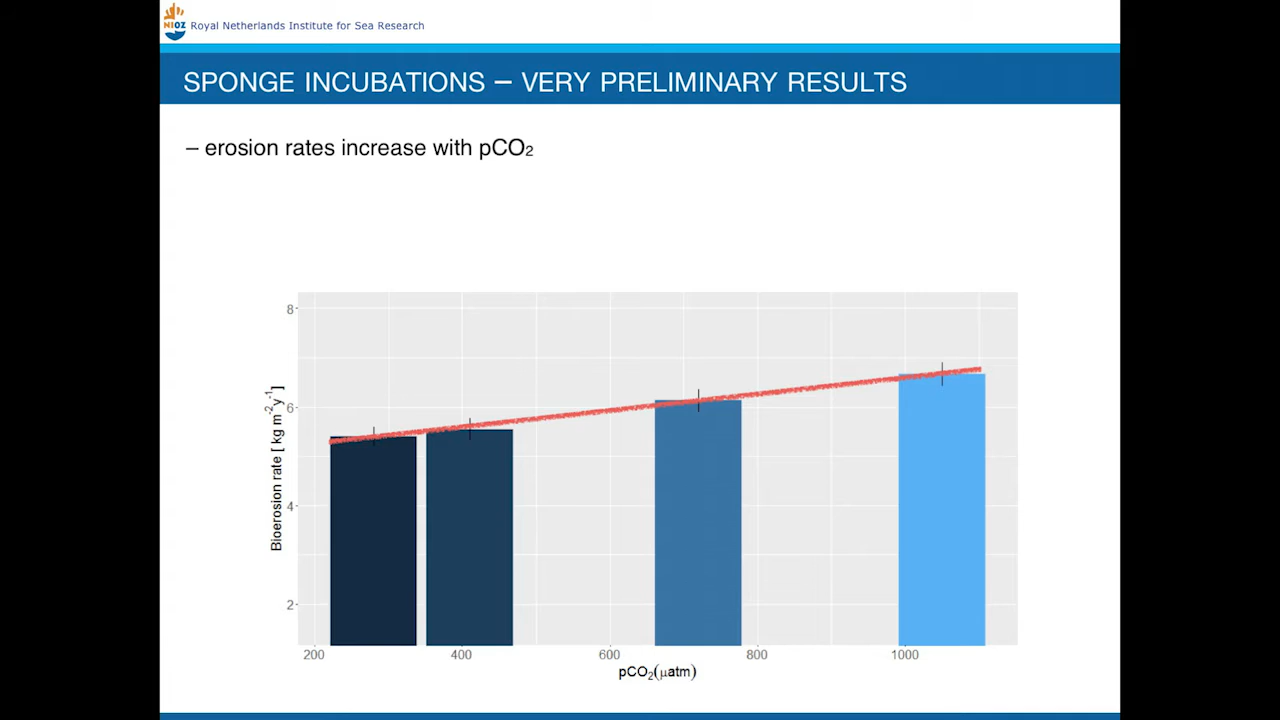 NIOZ Royal Netherlands Institute for Sea Research
SPONGE INCUBATIONS – VERY PRELIMINARY RESULTS
– erosion rates increase with pCO₂
8
6
4
2
Bioerosion rate [ kg m⁻² y⁻¹]
200 400 600 800 1000
pCO₂(μatm)